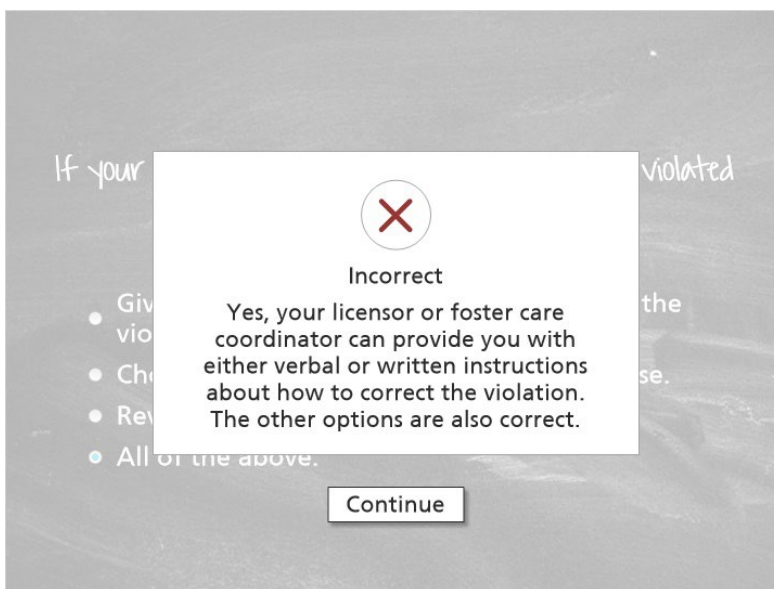 If your violated
Incorrect
Yes, your licensor or foster care
coordinator can provide you with
either verbal or written instructions
about how to correct the violation.
The other options are also correct.
Giv the
vio
Ch se.
Rev
All of the above.
Continue